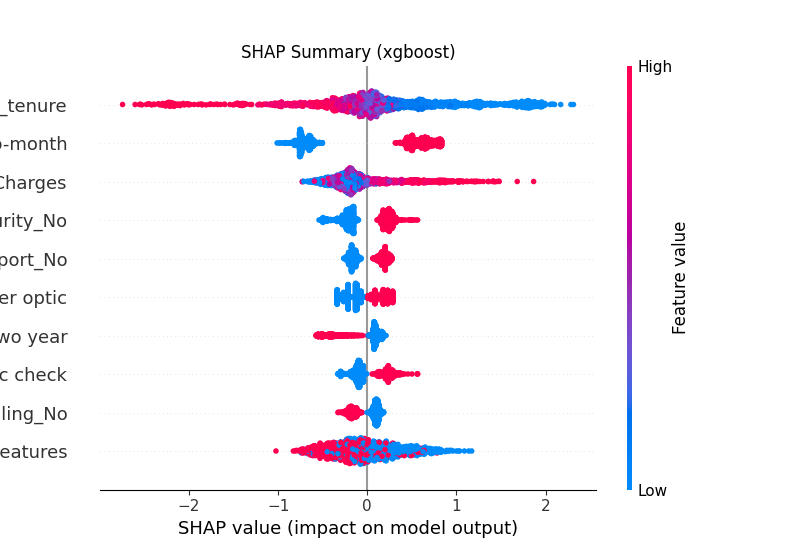 SHAP Summary (xgboost)
High
_tenure
-month
Charges
urity_No
port_No
er optic
wo year
c check
ling_No
eatures
Feature value
Low
−2 −1 0 1 2
SHAP value (impact on model output)